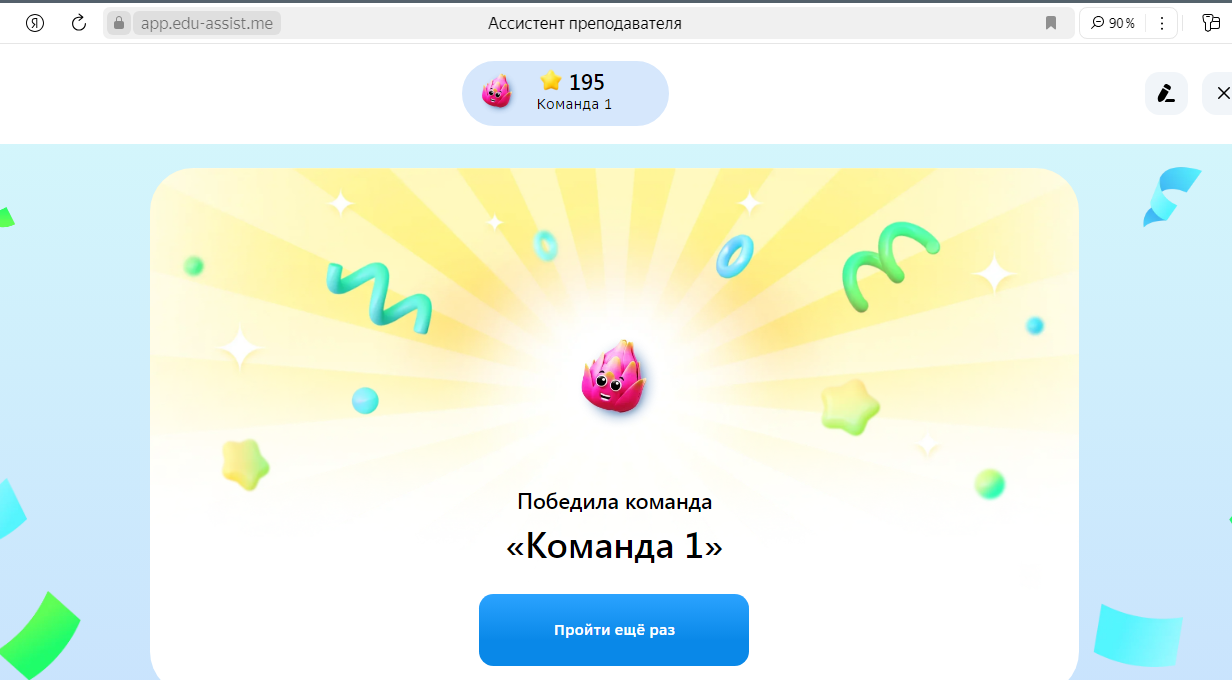 Я app.edu-assist.me Ассистент преподавателя 90%
195
Команда 1
Победила команда
«Команда 1»
Пройти ещё раз